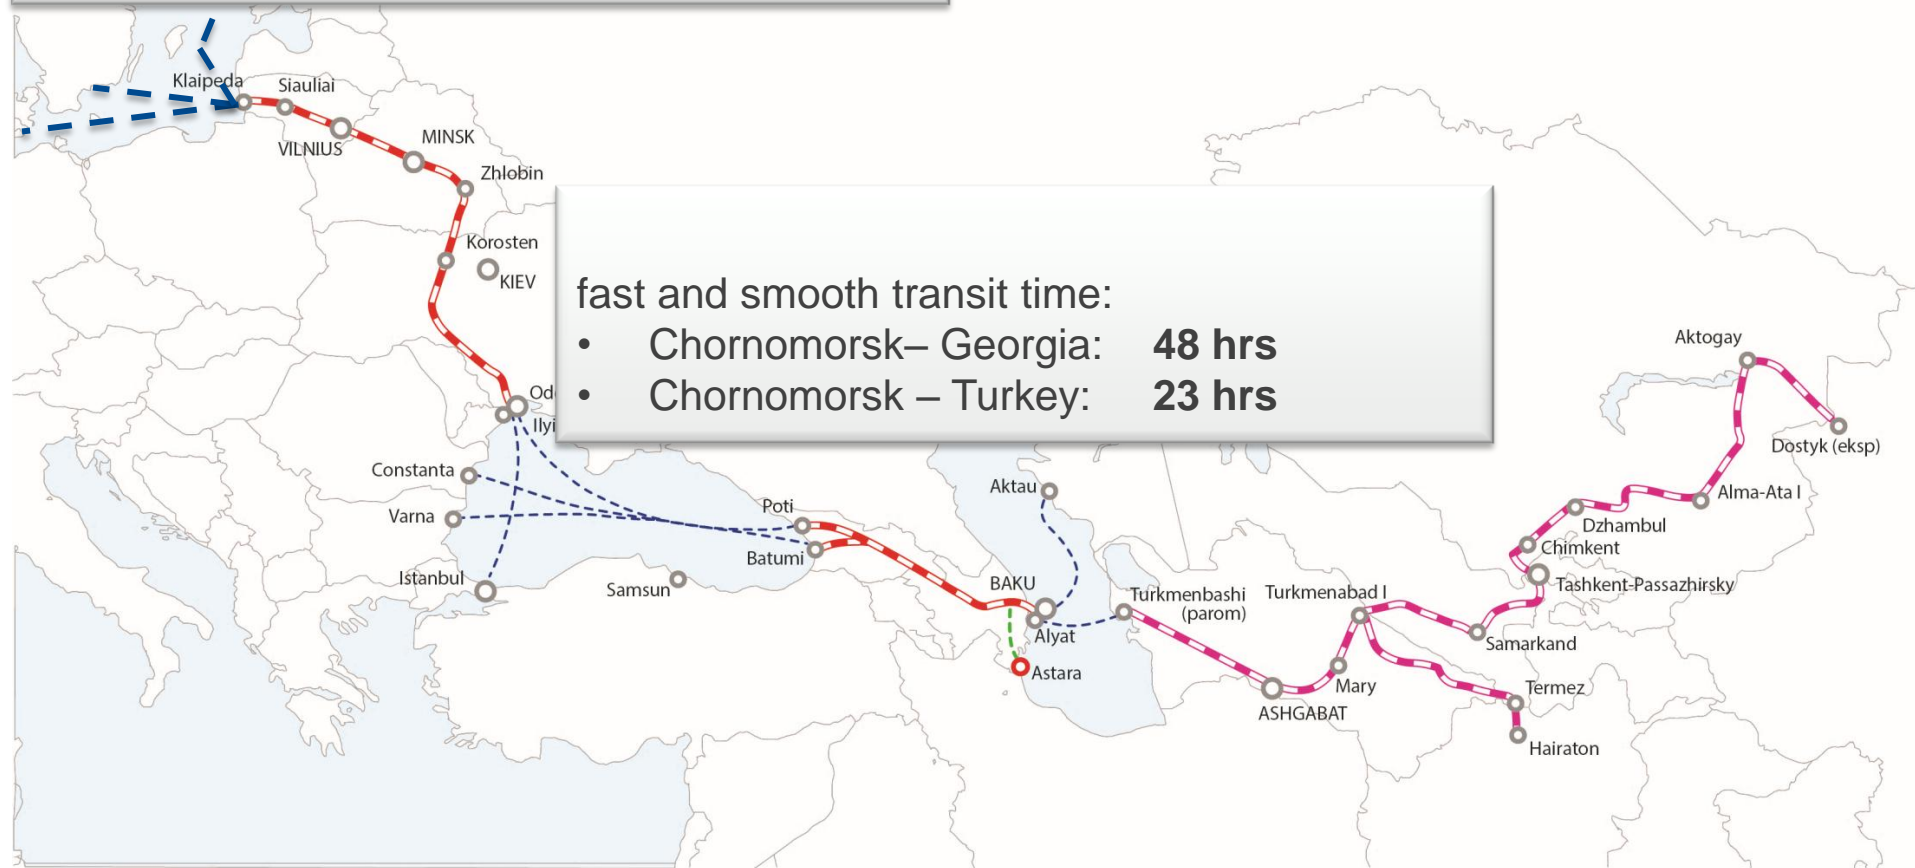 Klaipeda
Siauliai
VILNIUS
MINSK
Zhlobin
Korosten
KIEV
fast and smooth transit time:
• Chornomorsk– Georgia: 48 hrs
• Chornomorsk – Turkey: 23 hrs
Constanta
Varna
Istanbul
Samsun
Poti
Batumi
BAKU
Alyat
Astara
Aktau
Turkmenbashi
(parom)
Turkmenabad I
Mary
ASHGABAT
Samarkand
Termez
Hairaton
Tashkent-Passazhirsky
Chimkent
Dzhambul
Alma-Ata I
Aktogay
Dostyk (eksp)